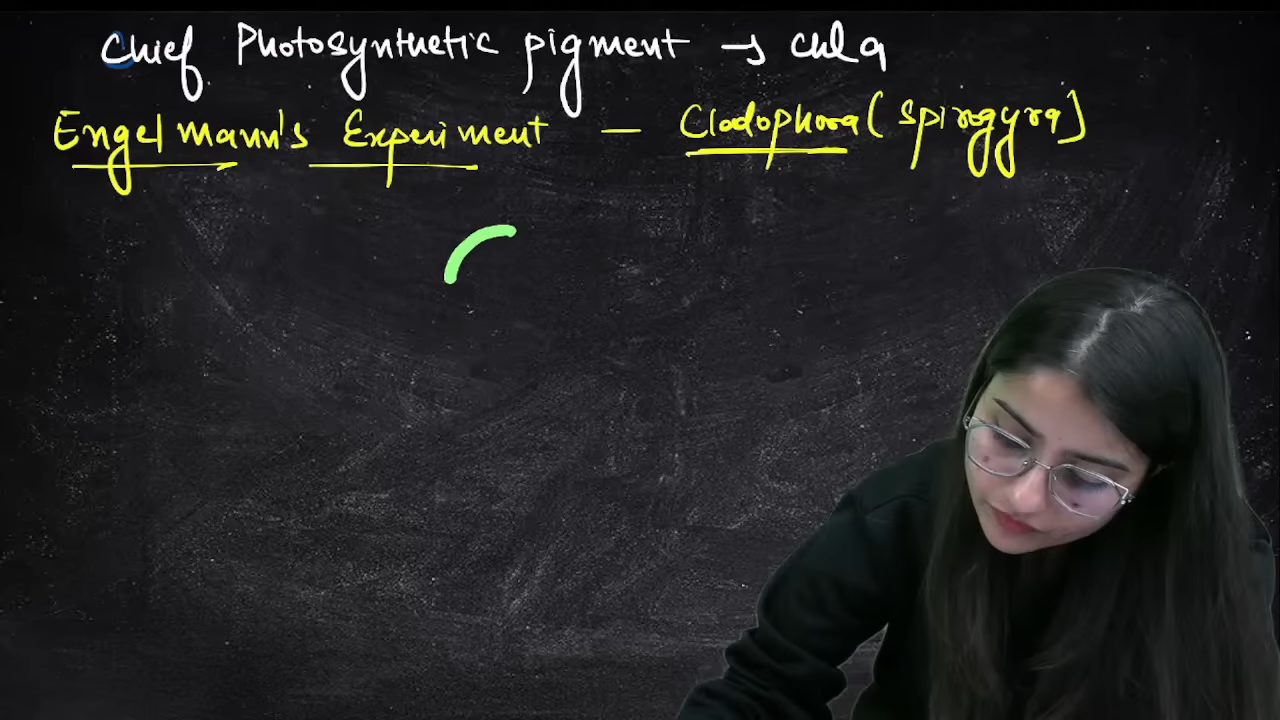 Chief Photosynthetic pigment → chl a
Engelmann's Experiment — Cladophora (spirogyra)